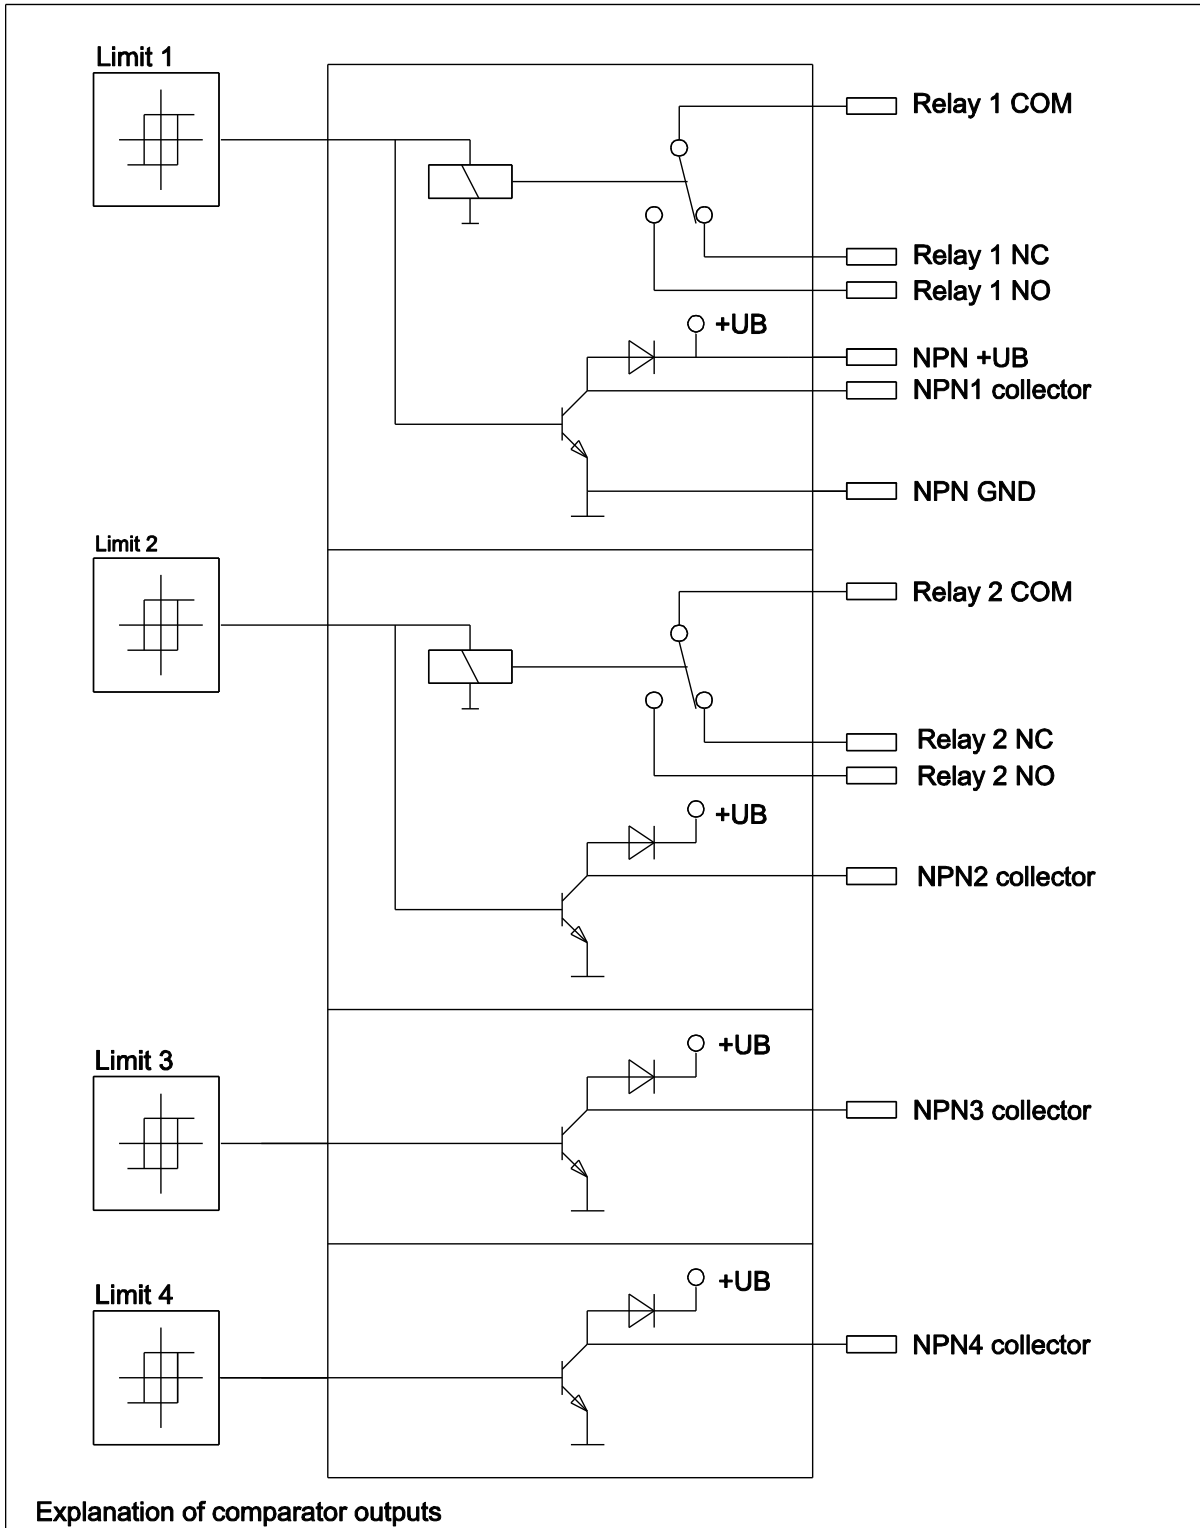 Limit 1
Relay 1 COM
Relay 1 NC
Relay 1 NO
+UB
NPN +UB
NPN1 collector
NPN GND
Limit 2
Relay 2 COM
Relay 2 NC
Relay 2 NO
+UB
NPN2 collector
Limit 3
+UB
NPN3 collector
Limit 4
+UB
NPN4 collector
Explanation of comparator outputs